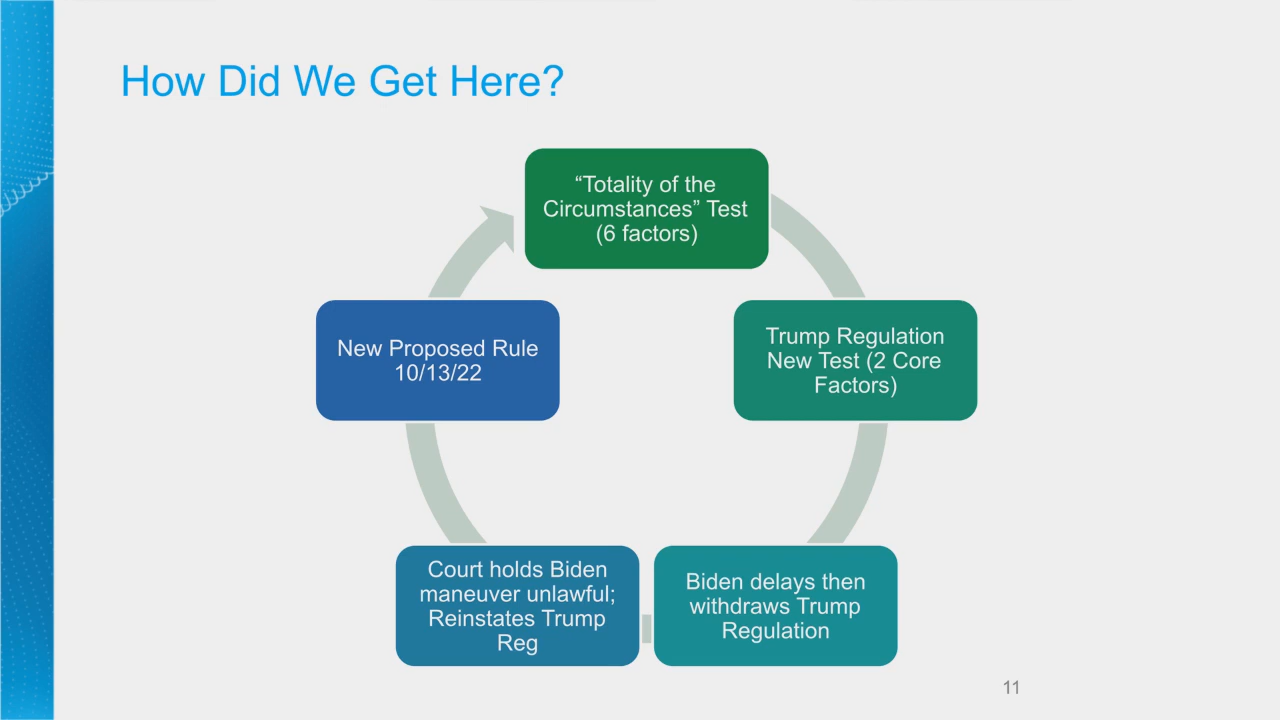 How Did We Get Here?
“Totality of the
Circumstances” Test
(6 factors)
Trump Regulation
New Test (2 Core
Factors)
Biden delays then
withdraws Trump
Regulation
Court holds Biden
maneuver unlawful;
Reinstates Trump
Reg
New Proposed Rule
10/13/22
11